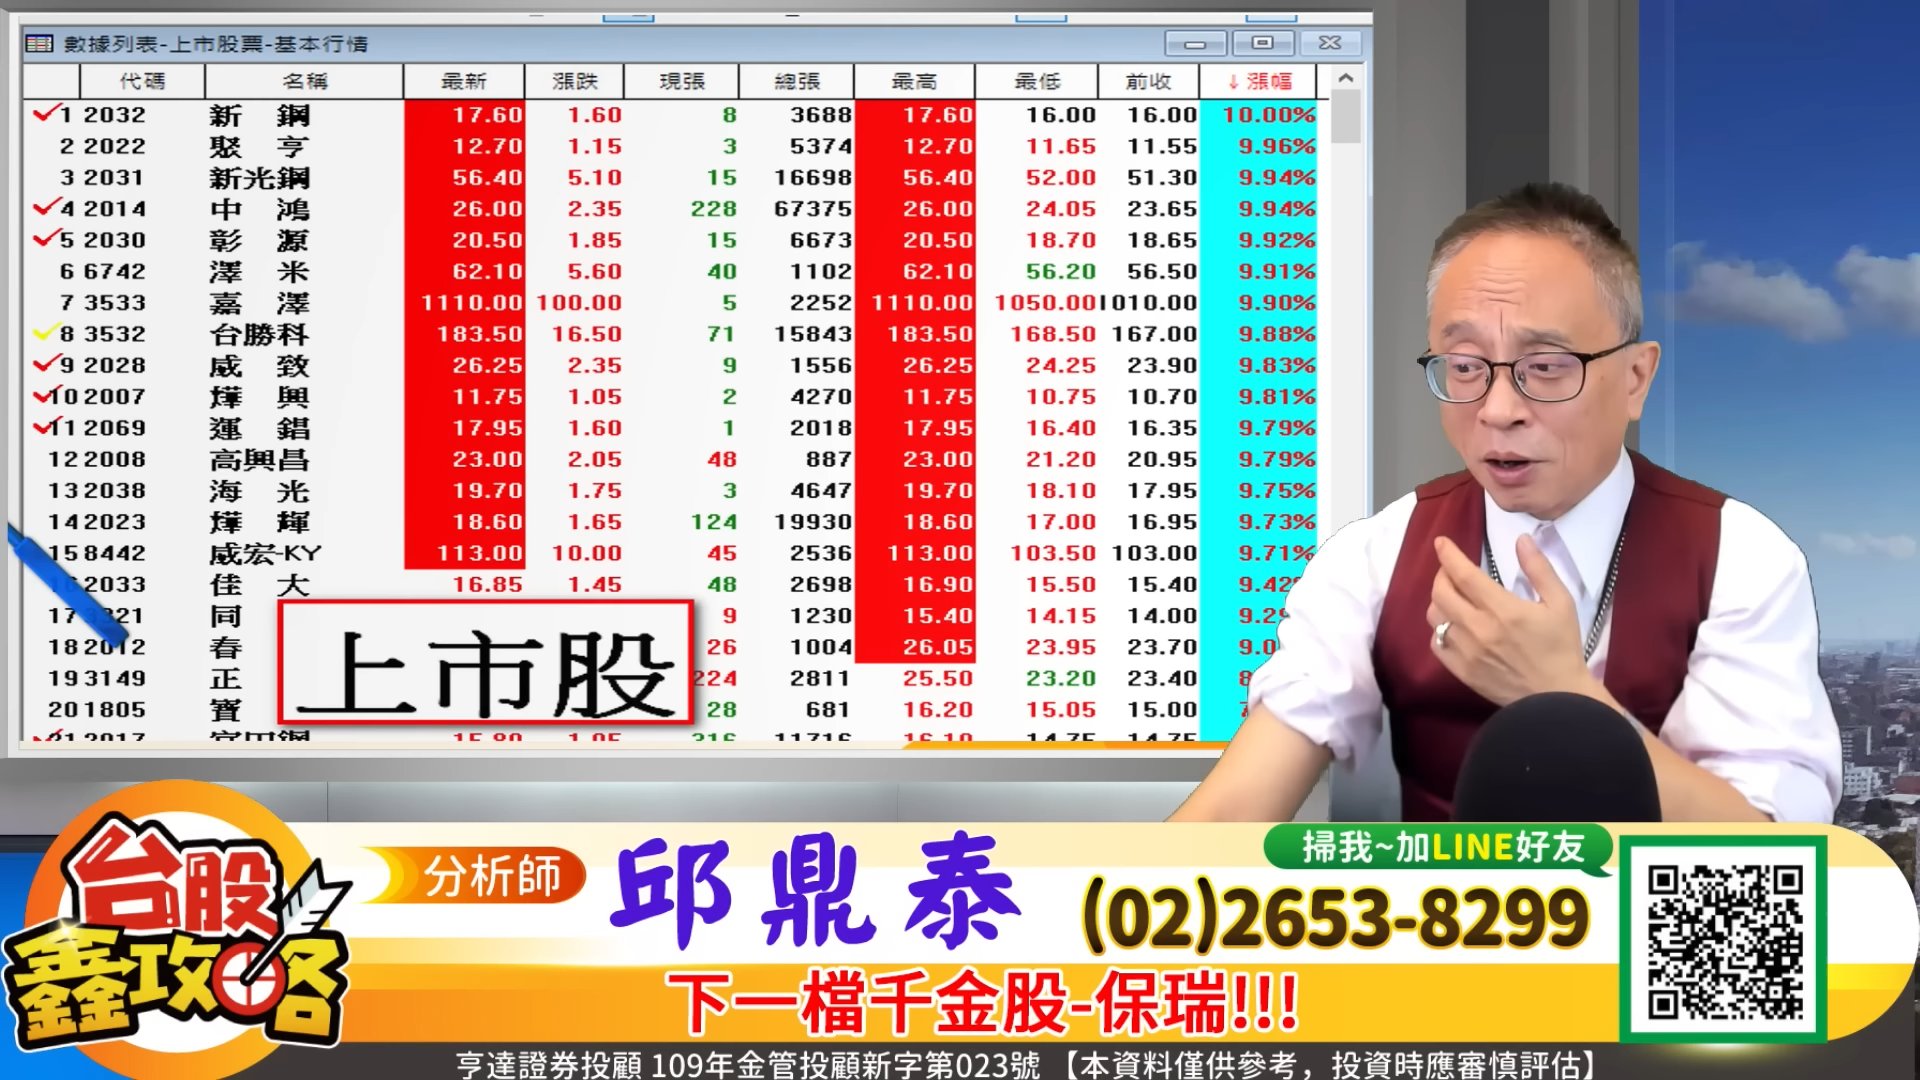 數據列表-上市股票-基本行情
代碼 名稱 最新 漲跌 現張 總張 最高 最低 前收 ↓漲幅
1 2032 新 鋼 17.60 1.60 8 3688 17.60 16.00 16.00 10.00%
2 2022 聚 亨 12.70 1.15 3 5374 12.70 11.65 11.55 9.96%
3 2031 新光鋼 56.40 5.10 15 16698 56.40 52.00 51.30 9.94%
4 2014 中 鴻 26.00 2.35 228 67375 26.00 24.05 23.65 9.94%
5 2030 彰 源 20.50 1.85 15 6673 20.50 18.70 18.65 9.92%
6 6742 澤 米 62.10 5.60 40 1102 62.10 56.20 56.50 9.91%
7 3533 嘉 澤 1110.00 100.00 5 2252 1110.00 1050.00 1010.00 9.90%
8 3532 台勝科 183.50 16.50 71 15843 183.50 168.50 167.00 9.88%
9 2028 威 致 26.25 2.35 9 1556 26.25 24.25 23.90 9.83%
10 2007 燁 興 11.75 1.05 2 4270 11.75 10.75 10.70 9.81%
11 2069 運 錩 17.95 1.60 1 2018 17.95 16.40 16.35 9.79%
12 2008 高興昌 23.00 2.05 48 887 23.00 21.20 20.95 9.79%
13 2038 海 光 19.70 1.75 3 4647 19.70 18.10 17.95 9.75%
14 2023 燁 輝 18.60 1.65 124 19930 18.60 17.00 16.95 9.73%
15 8442 威宏-KY 113.00 10.00 45 2536 113.00 103.50 103.00 9.71%
16 2033 佳 大 16.85 1.45 48 2698 16.90 15.50 15.40 9.42
17 3321 同 9 1230 15.40 14.15 14.00 9.2
18 2012 春 26 1004 26.05 23.95 23.70 9.0
19 3149 正 224 2811 25.50 23.20 23.40 8
20 1805 寶 28 681 16.20 15.05 15.00 7
上市股
台股
鑫攻略
分析師
邱鼎泰
掃我~加LINE好友
(02)2653-8299
下一檔千金股-保瑞!!!
亨達證券投顧 109年金管投顧新字第023號 【本資料僅供參考，投資時應審慎評估】